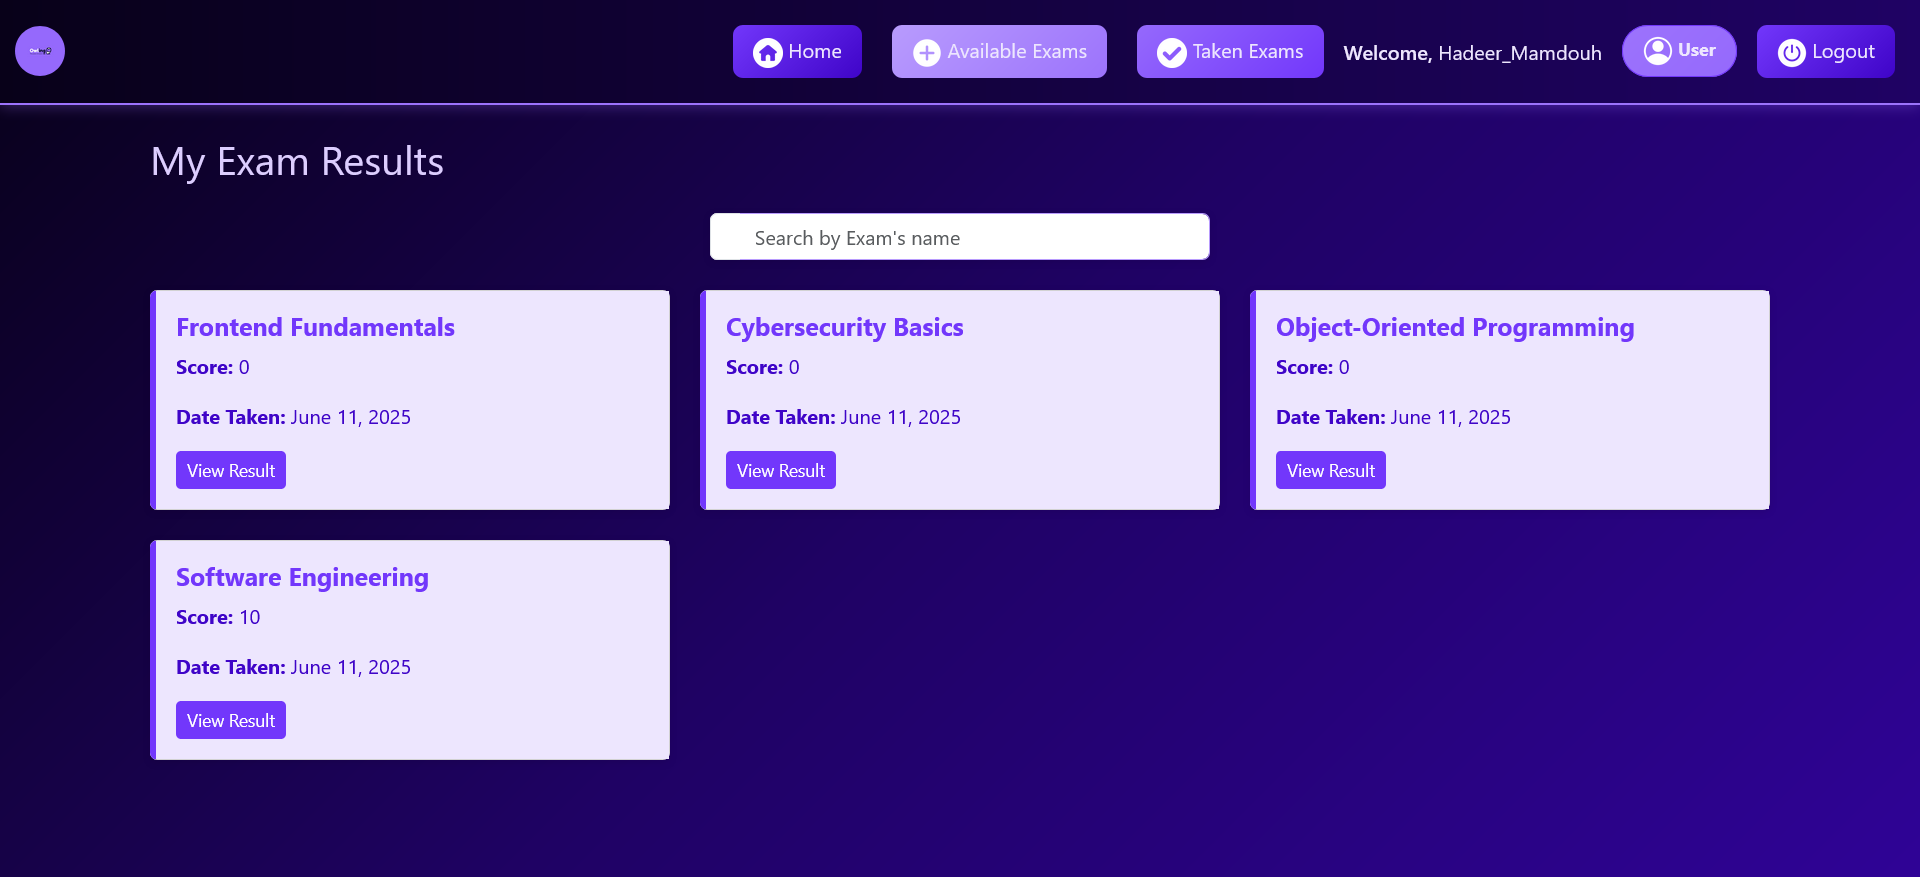 Home
Available Exams
Taken Exams
Welcome, Hadeer_Mamdouh
User
Logout
My Exam Results
Search by Exam's name
Frontend Fundamentals
Score: 0
Date Taken: June 11, 2025
View Result
Cybersecurity Basics
Score: 0
Date Taken: June 11, 2025
View Result
Object-Oriented Programming
Score: 0
Date Taken: June 11, 2025
View Result
Software Engineering
Score: 10
Date Taken: June 11, 2025
View Result